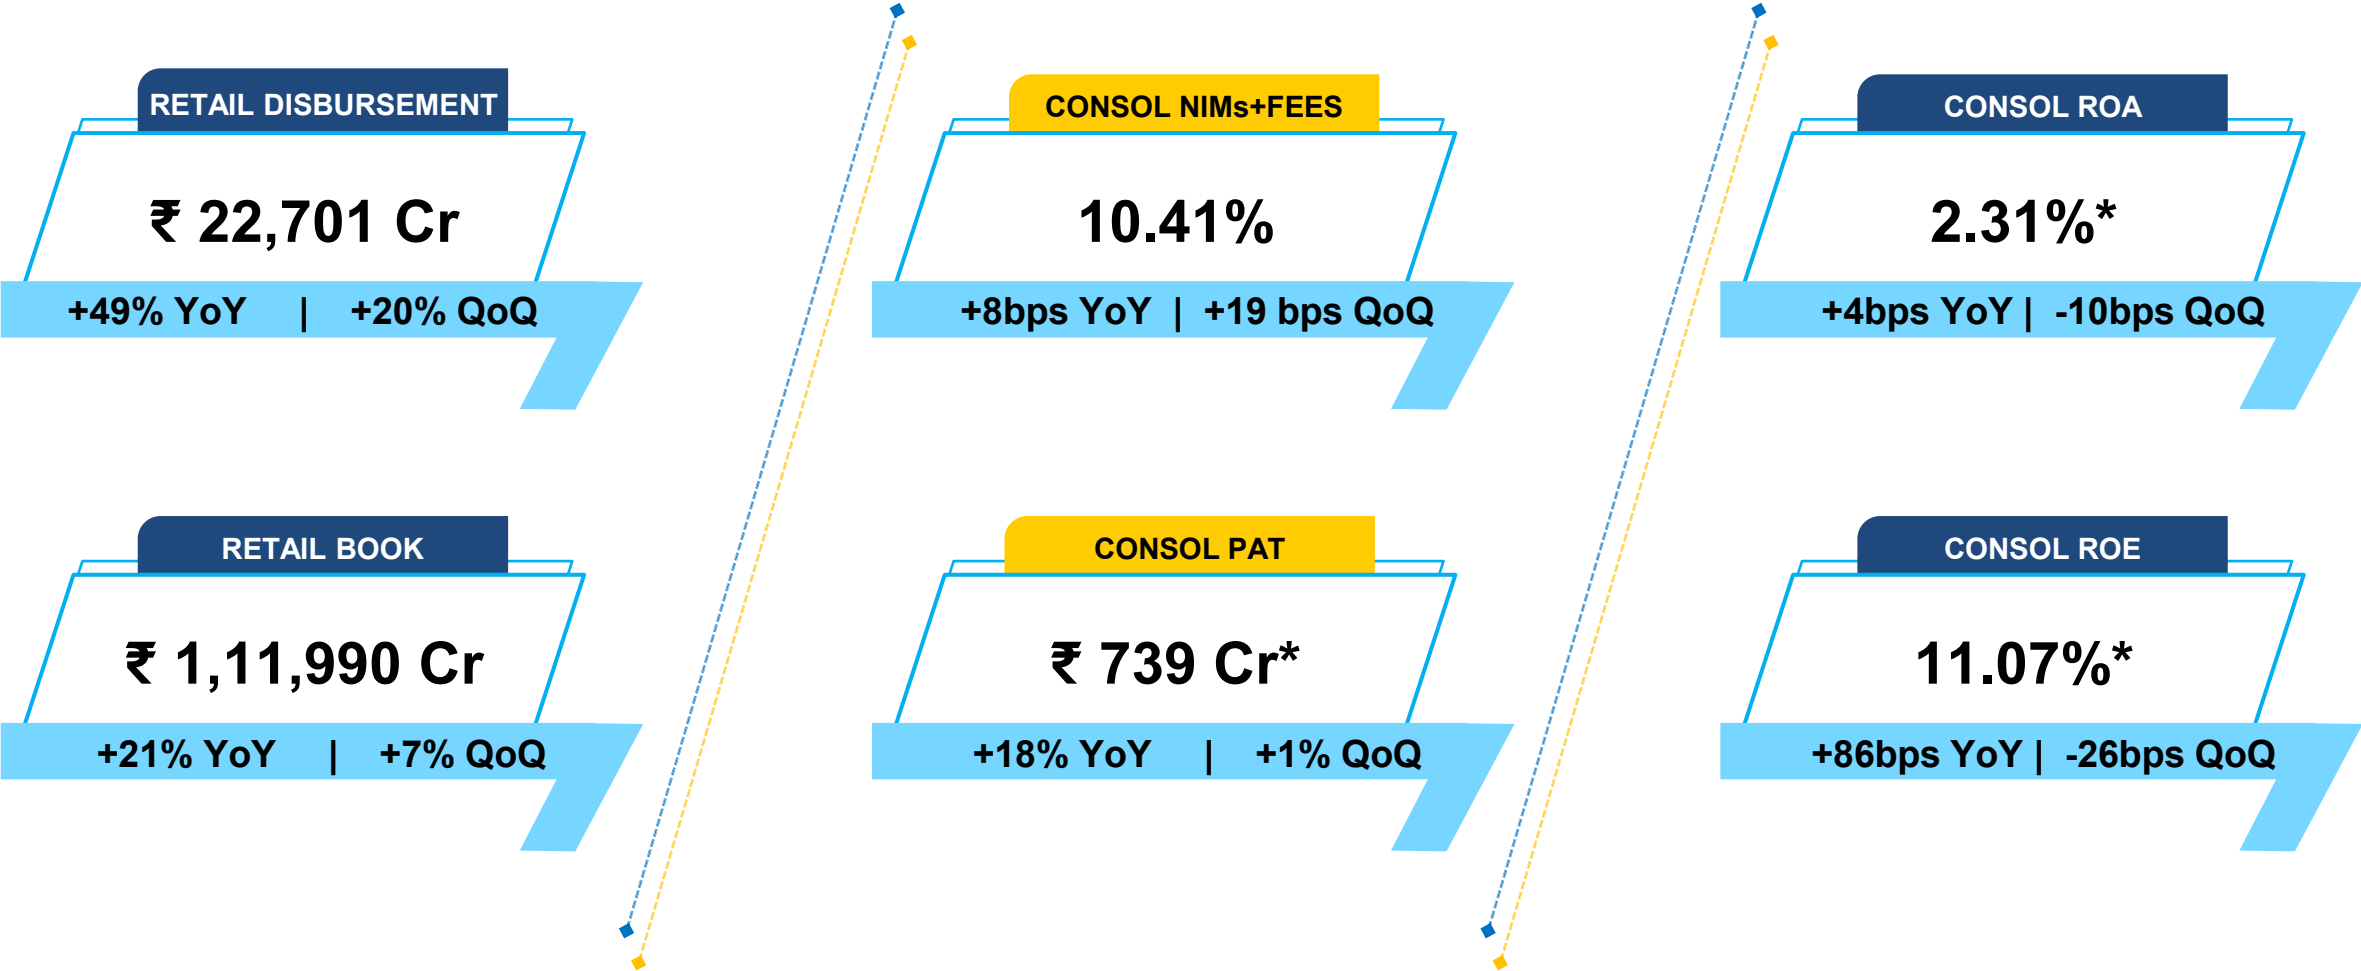 RETAIL DISBURSEMENT
₹ 22,701 Cr
+49% YoY | +20% QoQ
CONSOL NIMs+FEES
10.41%
+8bps YoY | +19 bps QoQ
CONSOL ROA
2.31%*
+4bps YoY | -10bps QoQ
RETAIL BOOK
₹ 1,11,990 Cr
+21% YoY | +7% QoQ
CONSOL PAT
₹ 739 Cr*
+18% YoY | +1% QoQ
CONSOL ROE
11.07%*
+86bps YoY | -26bps QoQ